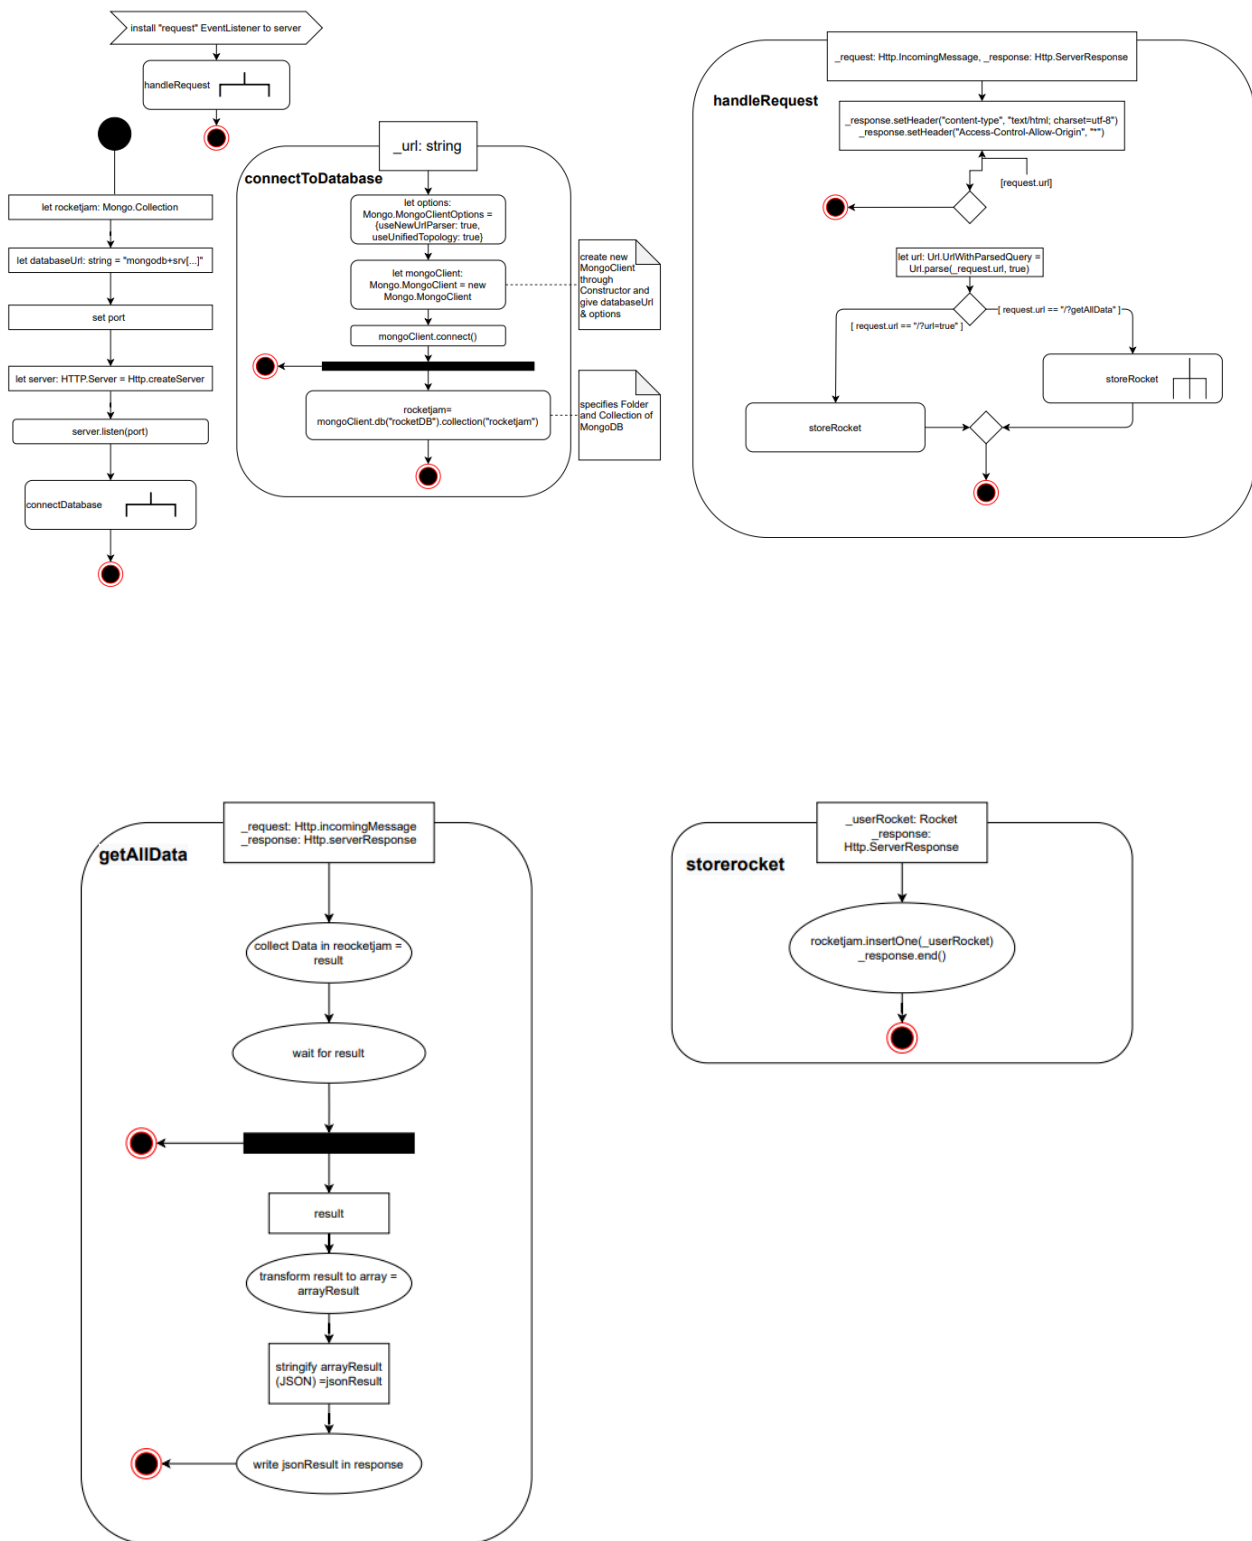 install "request" EventListener to server
handleRequest
let rocketjam: Mongo.Collection
let databaseUrl: string = "mongodb+srv[...]"
set port
let server: HTTP.Server = Http.createServer
server.listen(port)
connectDatabase
_url: string
connectToDatabase
let options:
Mongo.MongoClientOptions =
{useNewUrlParser: true,
useUnifiedTopology: true}
let mongoClient:
Mongo.MongoClient = new
Mongo.MongoClient
create new
MongoClient
through
Constructor and
give databaseUrl
& options
mongoClient.connect()
rocketjam=
mongoClient.db("rocketDB").collection("rocketjam")
specifies Folder
and Collection of
MongoDB
_request: Http.IncomingMessage, _response: Http.ServerResponse
handleRequest
_response.setHeader("content-type", "text/html; charset=utf-8")
_response.setHeader("Access-Control-Allow-Origin", "*")
[request.url]
let url: Url.UrlWithParsedQuery =
Url.parse(_request.url, true)
[ request.url == "/?getAllData" ]
[ request.url == "/?url=true" ]
storeRocket
storeRocket
_request: Http.incomingMessage
_response: Http.serverResponse
getAllData
collect Data in reocketjam =
result
wait for result
result
transform result to array =
arrayResult
stringify arrayResult
(JSON) =jsonResult
write jsonResult in response
_userRocket: Rocket
_response:
Http.ServerResponse
storerocket
rocketjam.insertOne(_userRocket)
_response.end()